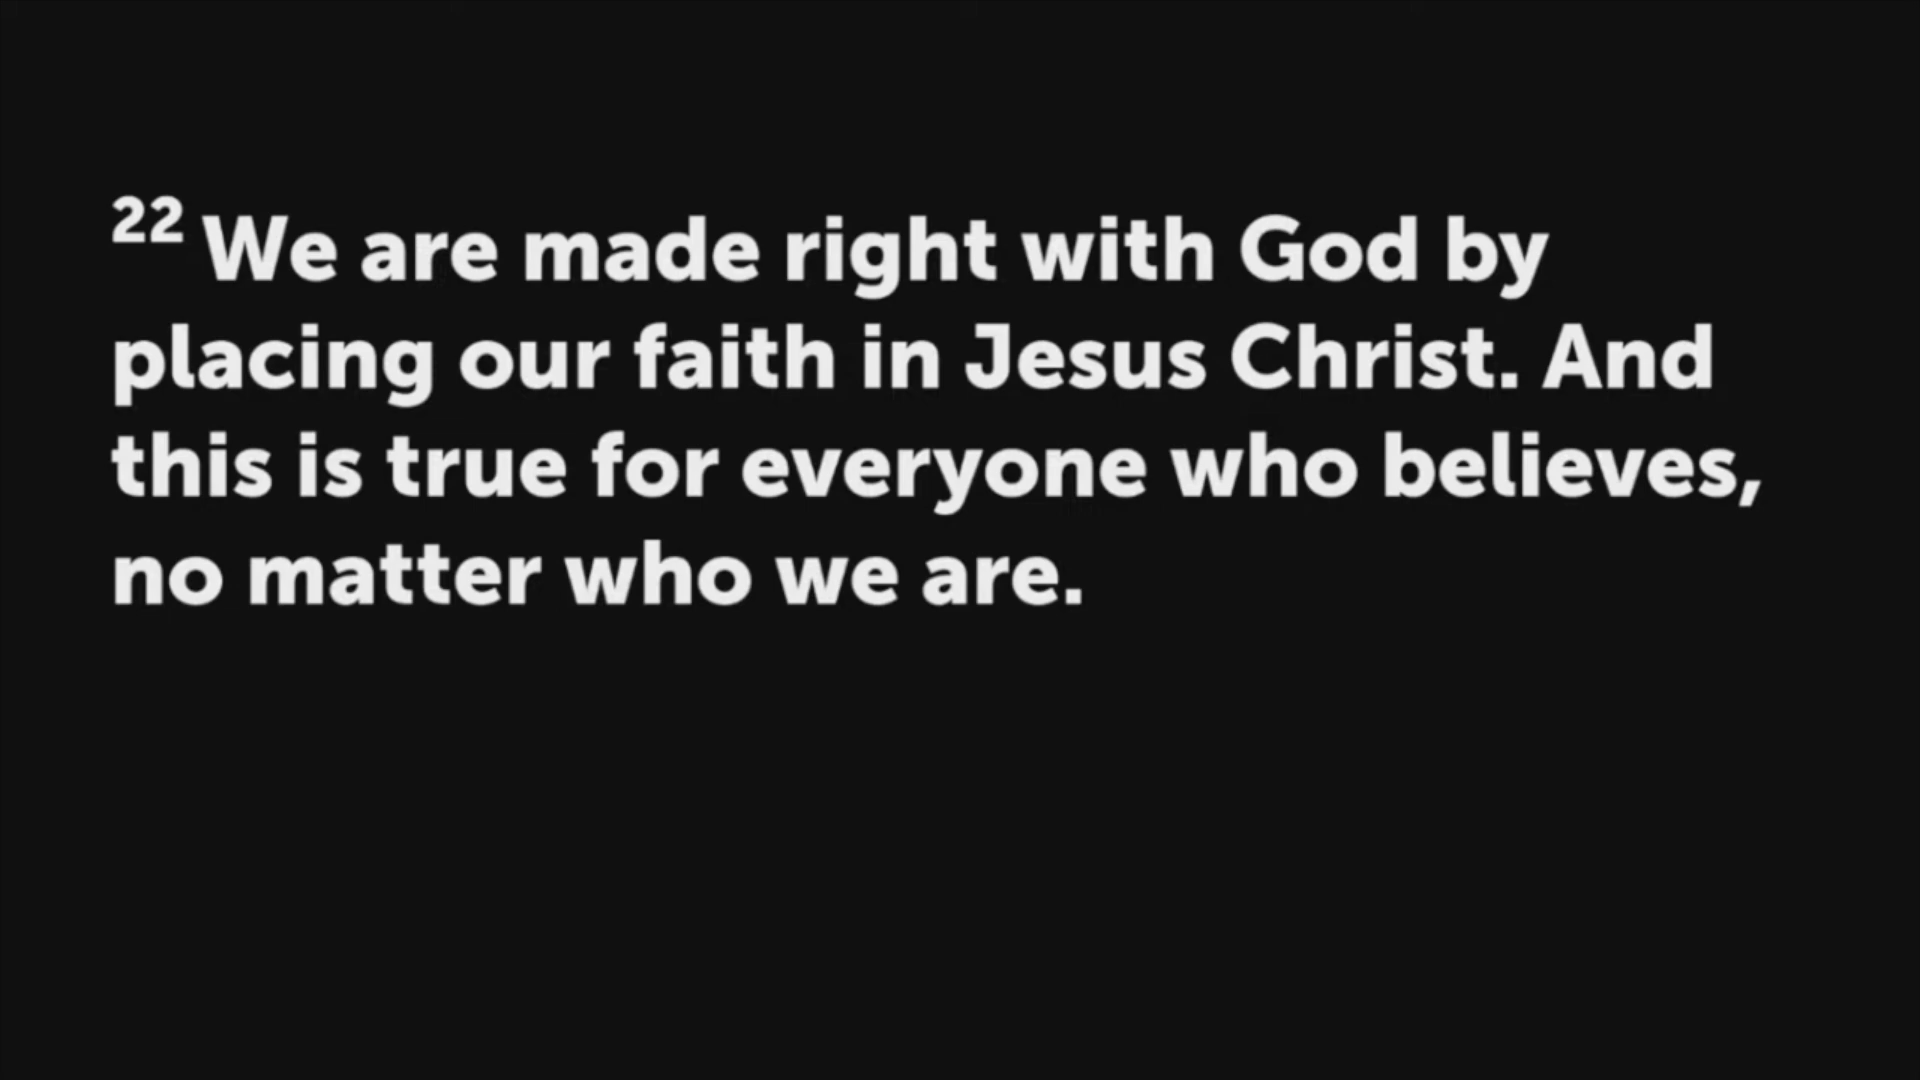 22 We are made right with God by
placing our faith in Jesus Christ. And
this is true for everyone who believes,
no matter who we are.